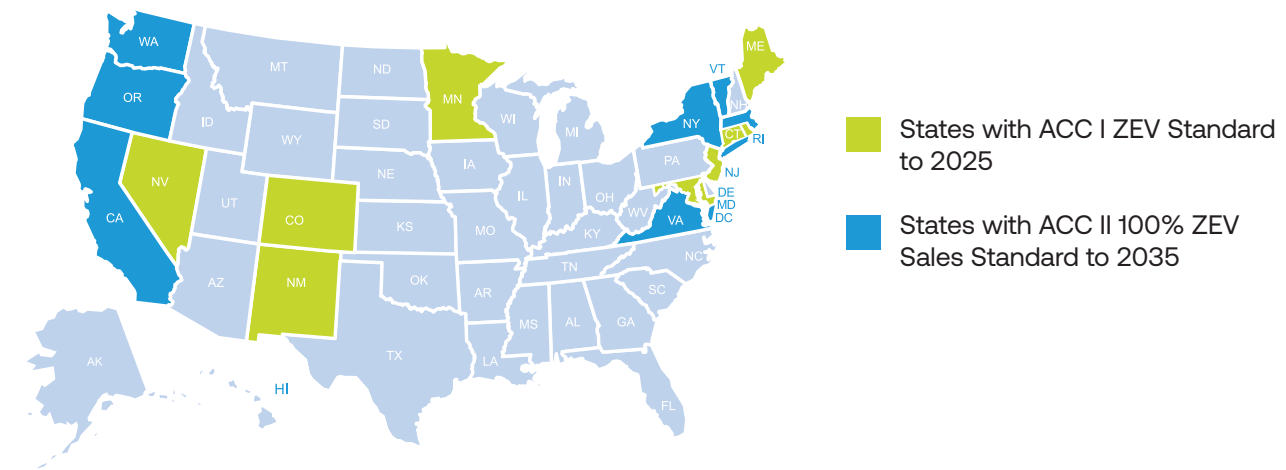 WA
OR
CA
NV
ID
MT
WY
UT
AZ
CO
NM
ND
SD
NE
KS
OK
TX
MN
IA
MO
AR
LA
WI
IL
MS
MI
IN
KY
TN
AL
OH
WV
VA
NC
SC
GA
FL
PA
NY
VT
NH
ME
CT
RI
NJ
DE
MD
DC
AK
HI
States with ACC I ZEV Standard
to 2025
States with ACC II 100% ZEV
Sales Standard to 2035